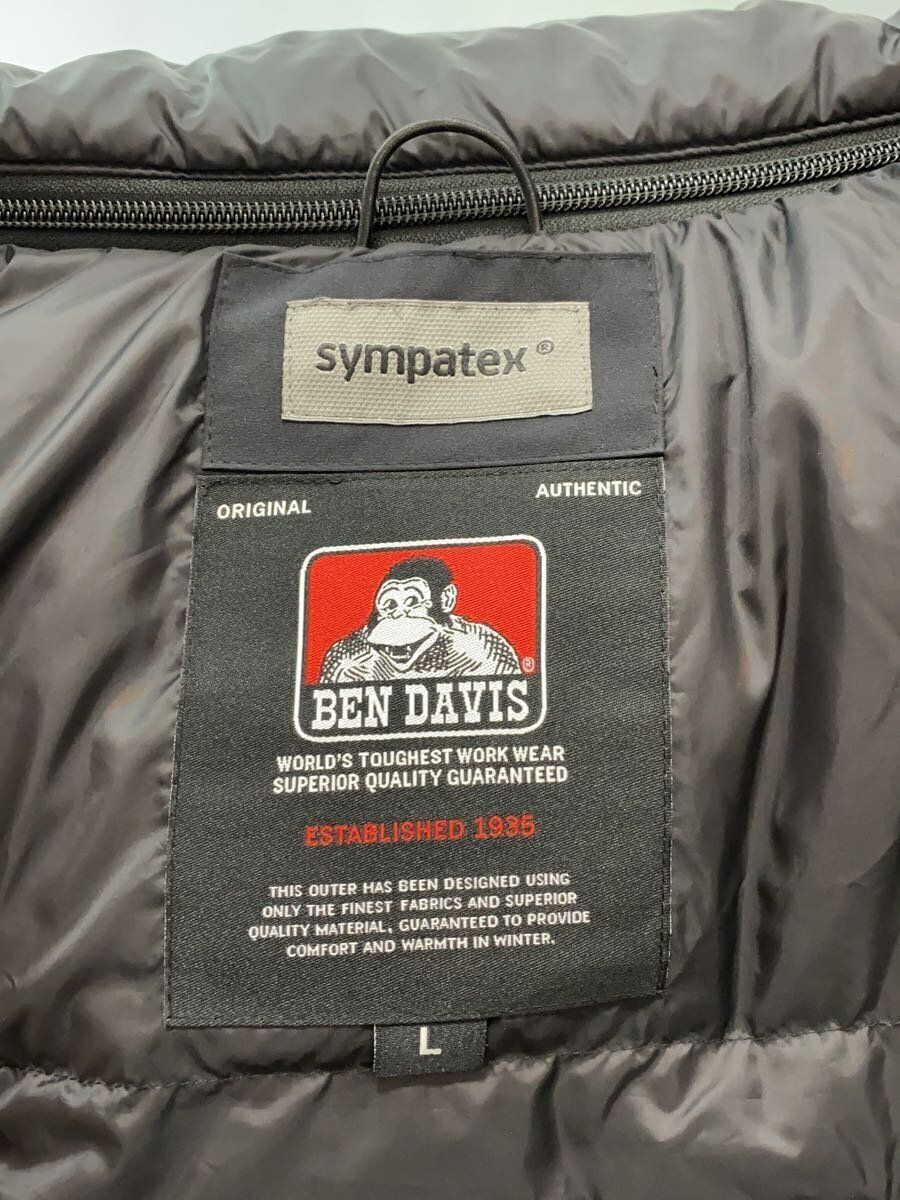 sympatex®
ORIGINAL
AUTHENTIC
®
BEN DAVIS
WORLD'S TOUGHEST WORK WEAR
SUPERIOR QUALITY GUARANTEED
ESTABLISHED 1935
THIS OUTER HAS BEEN DESIGNED USING
ONLY THE FINEST FABRICS AND SUPERIOR
QUALITY MATERIAL, GUARANTEED TO PROVIDE
COMFORT AND WARMTH IN WINTER.
L